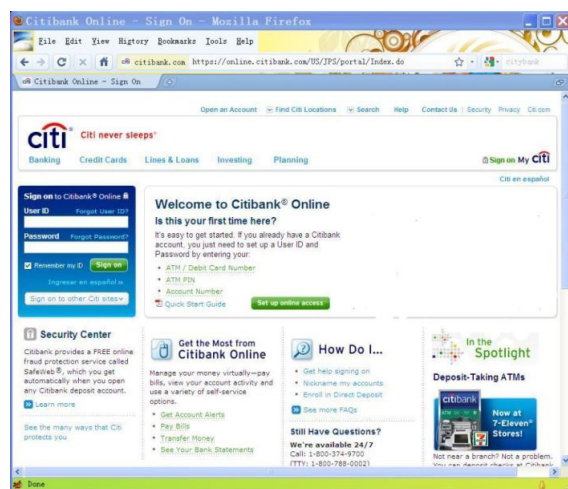 Citibank Online - Sign On - Mozilla Firefox
File Edit View History Bookmarks Tools Help
citibank.com https://online.citibank.com/US/JPS/portal/Index.do
citybank
Citibank Online - Sign On
Open an Account Find Citi Locations Search Help Contact Us | Security Privacy Citi.com
citi® Citi never sleeps®
Banking Credit Cards Lines & Loans Investing Planning Sign on My citi
Citi en español
Sign on to Citibank® Online
User ID Forgot User ID?
Password Forgot Password?
Remember my ID Sign on
Ingresar en español »
Sign on to other Citi sites
Welcome to Citibank® Online
Is this your first time here?
It's easy to get started. If you already have a Citibank
account, you just need to set up a User ID and
Password by entering your:
• ATM / Debit Card Number
• ATM PIN
• Account Number
Quick Start Guide Set up online access
Security Center
Citibank provides a FREE online
fraud protection service called
SafeWeb®, which you get
automatically when you open
any Citibank deposit account.
Learn more
See the many ways that Citi
protects you
Get the Most from
Citibank Online
Manage your money virtually—pay
bills, view your account activity and
use a variety of self-service
options.
• Get Account Alerts
• Pay Bills
• Transfer Money
• See Your Bank Statements
How Do I...
• Get help signing on
• Nickname my accounts
• Enroll in Direct Deposit
See more FAQs
Still Have Questions?
We're available 24/7
Call: 1-800-374-9700
(TTY: 1-800-788-0002)
In the
Spotlight
Deposit-Taking ATMs
citibank
Now at
7-Eleven®
Stores!
Not near a branch? Not a problem.
You can deposit checks at Citibank
Done